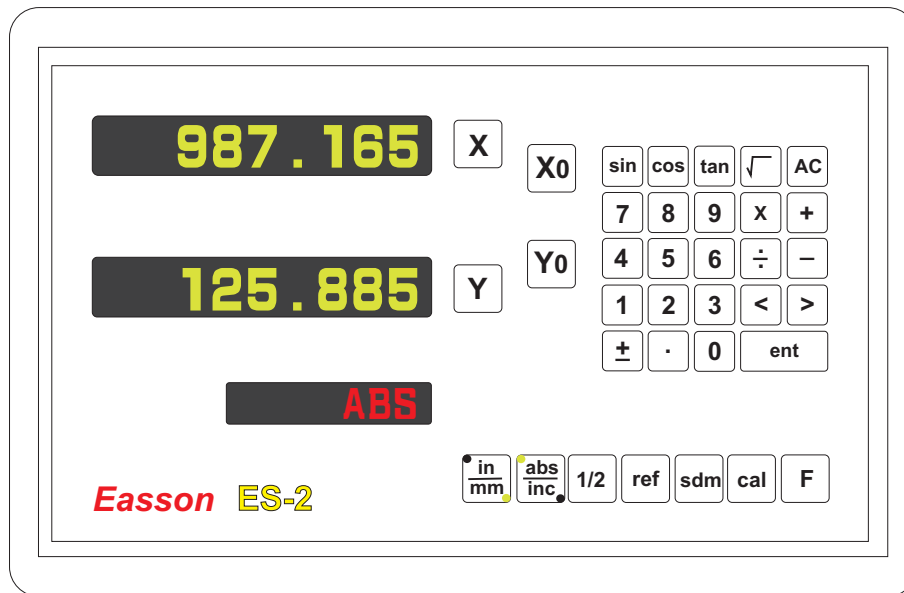 987.165
X
X0
sin cos tan √ AC
7 8 9 x +
125.885
Y
Y0
4 5 6 ÷ −
1 2 3 < >
± · 0 ent
ABS
in
mm
abs
inc
1/2 ref sdm cal F
Easson ES-2